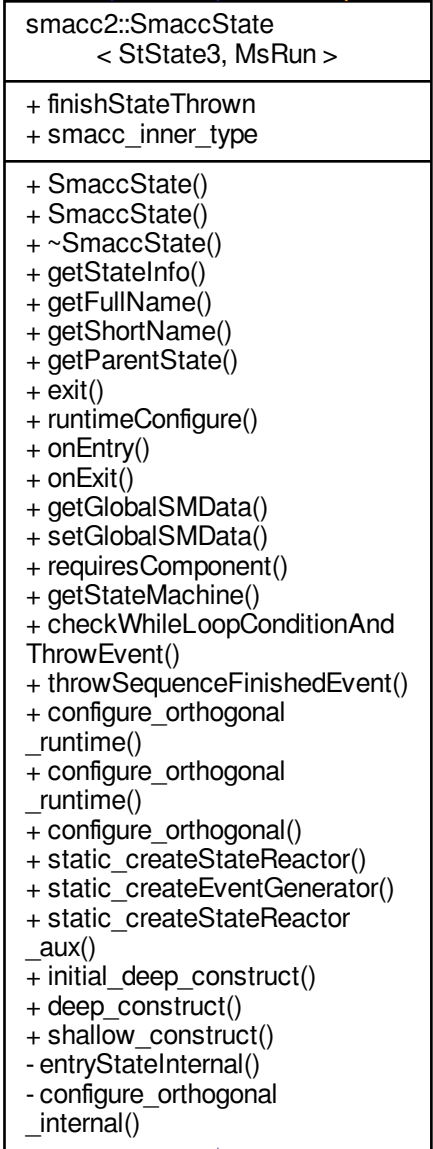 smacc2::SmaccState
< StState3, MsRun >
+ finishStateThrown
+ smacc_inner_type
+ SmaccState()
+ SmaccState()
+ ~SmaccState()
+ getStateInfo()
+ getFullName()
+ getShortName()
+ getParentState()
+ exit()
+ runtimeConfigure()
+ onEntry()
+ onExit()
+ getGlobalSMData()
+ setGlobalSMData()
+ requiresComponent()
+ getStateMachine()
+ checkWhileLoopConditionAnd
ThrowEvent()
+ throwSequenceFinishedEvent()
+ configure_orthogonal
_runtime()
+ configure_orthogonal
_runtime()
+ configure_orthogonal()
+ static_createStateReactor()
+ static_createEventGenerator()
+ static_createStateReactor
_aux()
+ initial_deep_construct()
+ deep_construct()
+ shallow_construct()
- entryStateInternal()
- configure_orthogonal
_internal()